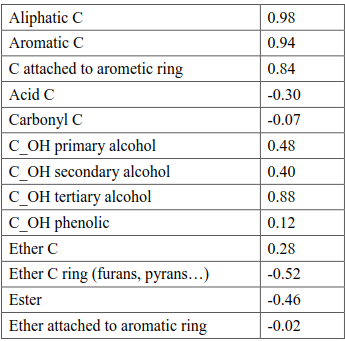 Aliphatic C 0.98
Aromatic C 0.94
C attached to arometic ring 0.84
Acid C -0.30
Carbonyl C -0.07
C_OH primary alcohol 0.48
C_OH secondary alcohol 0.40
C_OH tertiary alcohol 0.88
C_OH phenolic 0.12
Ether C 0.28
Ether C ring (furans, pyrans…) -0.52
Ester -0.46
Ether attached to aromatic ring -0.02